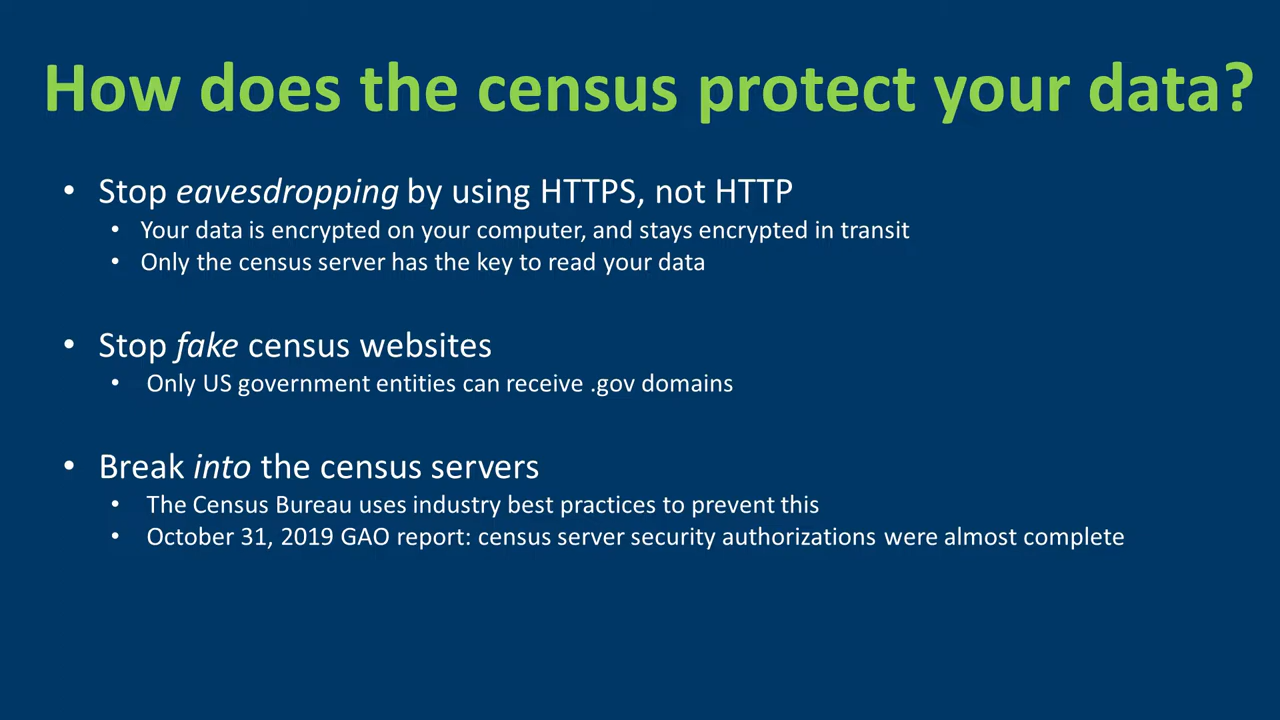 How does the census protect your data?
• Stop eavesdropping by using HTTPS, not HTTP
• Your data is encrypted on your computer, and stays encrypted in transit
• Only the census server has the key to read your data
• Stop fake census websites
• Only US government entities can receive .gov domains
• Break into the census servers
• The Census Bureau uses industry best practices to prevent this
• October 31, 2019 GAO report: census server security authorizations were almost complete